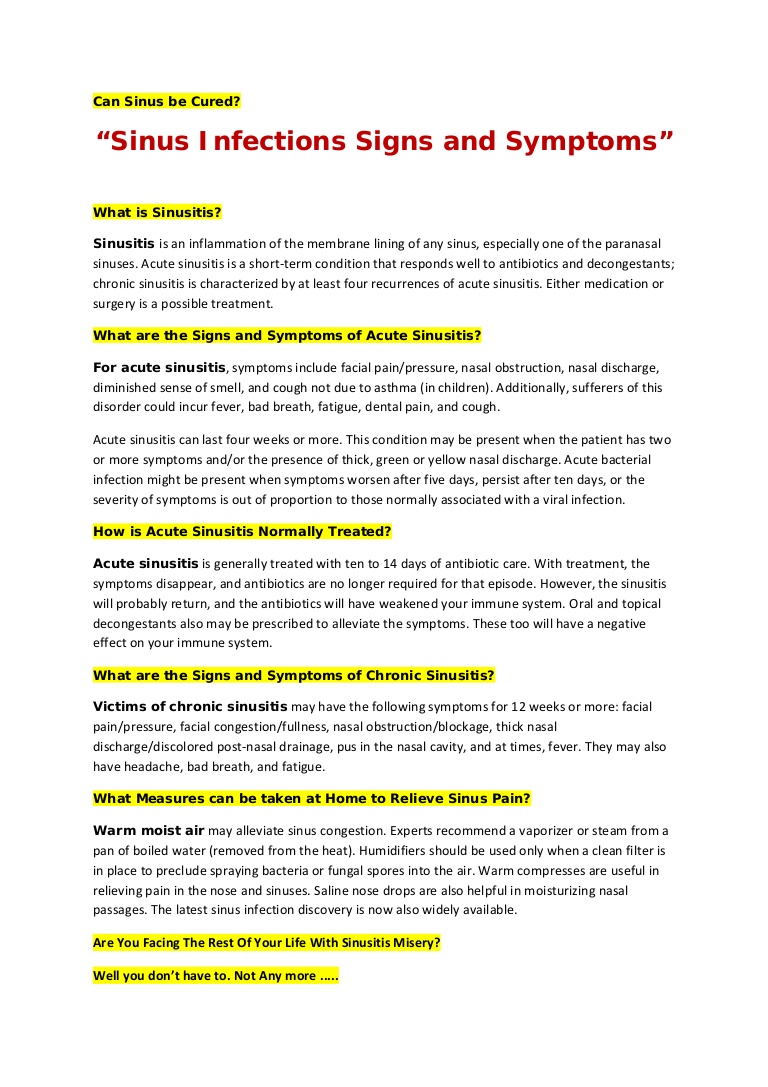 Can Sinus be Cured?
“Sinus Infections Signs and Symptoms”
What is Sinusitis?
Sinusitis is an inflammation of the membrane lining of any sinus, especially one of the paranasal
sinuses. Acute sinusitis is a short-term condition that responds well to antibiotics and decongestants;
chronic sinusitis is characterized by at least four recurrences of acute sinusitis. Either medication or
surgery is a possible treatment.
What are the Signs and Symptoms of Acute Sinusitis?
For acute sinusitis, symptoms include facial pain/pressure, nasal obstruction, nasal discharge,
diminished sense of smell, and cough not due to asthma (in children). Additionally, sufferers of this
disorder could incur fever, bad breath, fatigue, dental pain, and cough.
Acute sinusitis can last four weeks or more. This condition may be present when the patient has two
or more symptoms and/or the presence of thick, green or yellow nasal discharge. Acute bacterial
infection might be present when symptoms worsen after five days, persist after ten days, or the
severity of symptoms is out of proportion to those normally associated with a viral infection.
How is Acute Sinusitis Normally Treated?
Acute sinusitis is generally treated with ten to 14 days of antibiotic care. With treatment, the
symptoms disappear, and antibiotics are no longer required for that episode. However, the sinusitis
will probably return, and the antibiotics will have weakened your immune system. Oral and topical
decongestants also may be prescribed to alleviate the symptoms. These too will have a negative
effect on your immune system.
What are the Signs and Symptoms of Chronic Sinusitis?
Victims of chronic sinusitis may have the following symptoms for 12 weeks or more: facial
pain/pressure, facial congestion/fullness, nasal obstruction/blockage, thick nasal
discharge/discolored post-nasal drainage, pus in the nasal cavity, and at times, fever. They may also
have headache, bad breath, and fatigue.
What Measures can be taken at Home to Relieve Sinus Pain?
Warm moist air may alleviate sinus congestion. Experts recommend a vaporizer or steam from a
pan of boiled water (removed from the heat). Humidifiers should be used only when a clean filter is
in place to preclude spraying bacteria or fungal spores into the air. Warm compresses are useful in
relieving pain in the nose and sinuses. Saline nose drops are also helpful in moisturizing nasal
passages. The latest sinus infection discovery is now also widely available.
Are You Facing The Rest Of Your Life With Sinusitis Misery?
Well you don’t have to. Not Any more .....